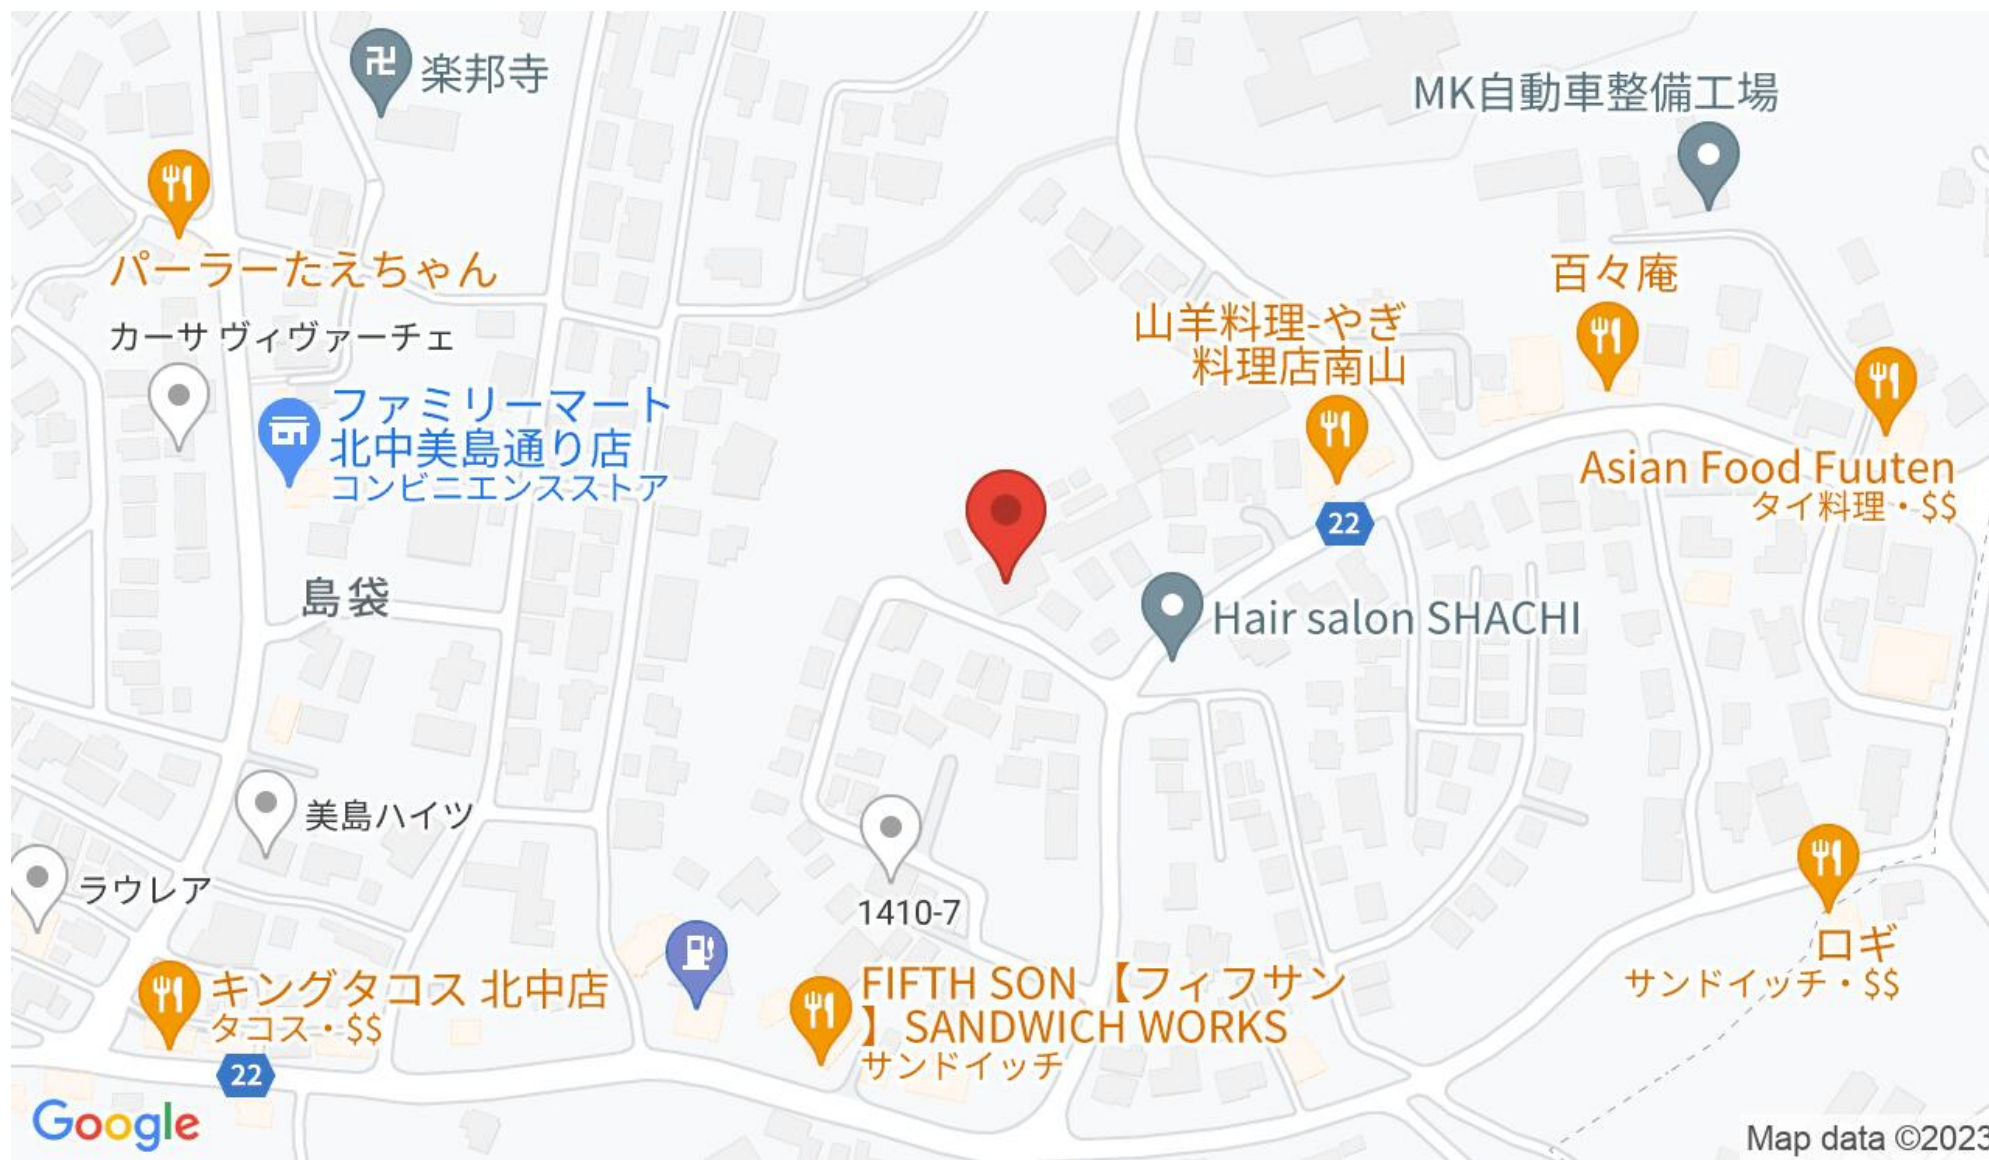 楽邦寺
MK自動車整備工場
パーラーたえちゃん
百々庵
カーサ ヴィヴァーチェ
山羊料理-やぎ
料理店南山
ファミリーマート
北中美島通り店
コンビニエンスストア
Asian Food Fuuten
タイ料理・$$
22
島袋
Hair salon SHACHI
美島ハイツ
ラウレア
1410-7
ロギ
サンドイッチ・$$
キングタコス 北中店
タコス・$$
FIFTH SON 【フィフサン
】SANDWICH WORKS
サンドイッチ
22
Google
Map data ©2023